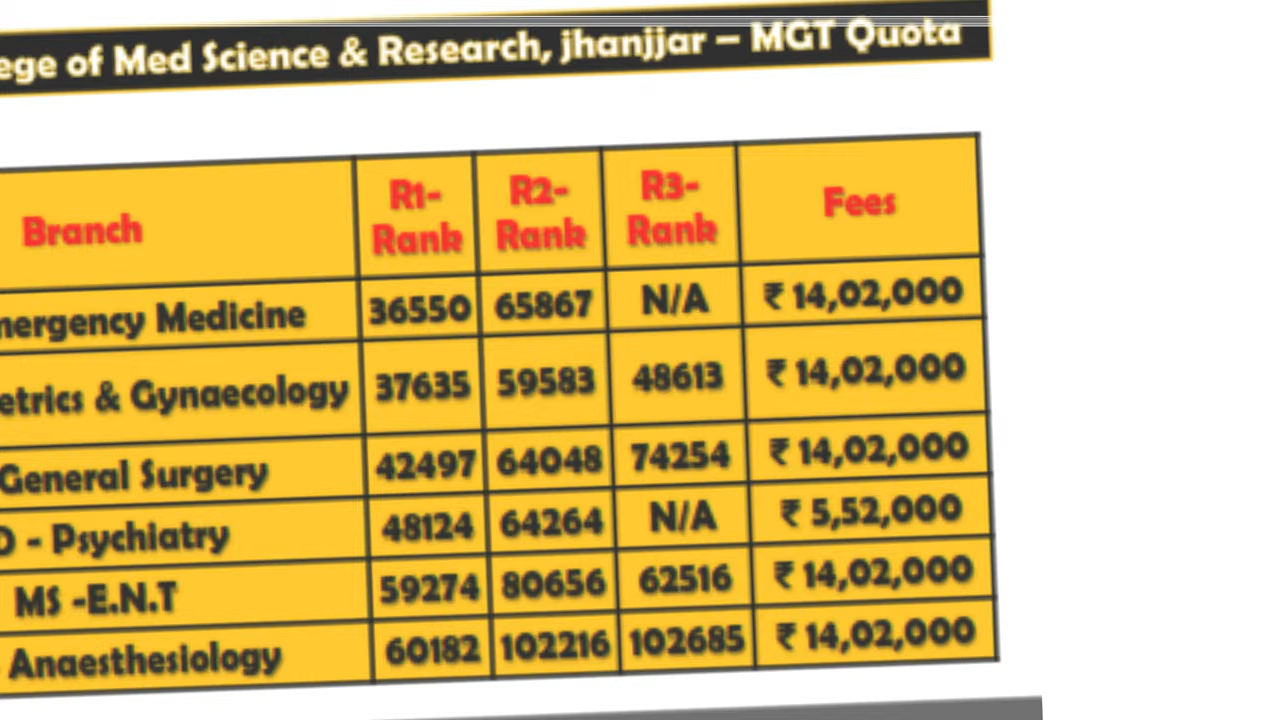 ege of Med Science & Research, jhanjjar – MGT Quota
Branch R1-Rank R2-Rank R3-Rank Fees
mergency Medicine 36550 65867 N/A ₹ 14,02,000
etrics & Gynaecology 37635 59583 48613 ₹ 14,02,000
General Surgery 42497 64048 74254 ₹ 14,02,000
D - Psychiatry 48124 64264 N/A ₹ 5,52,000
MS -E.N.T 59274 80656 62516 ₹ 14,02,000
Anaesthesiology 60182 102216 102685 ₹ 14,02,000